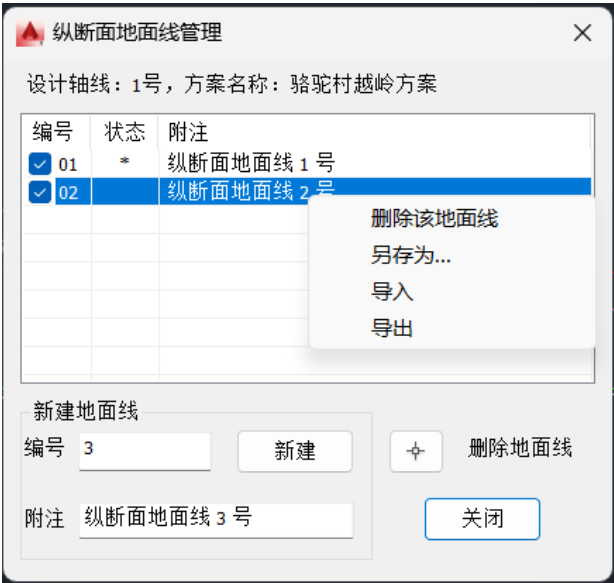 纵断面地面线管理
设计轴线：1号，方案名称：骆驼村越岭方案
编号 状态 附注
01 * 纵断面地面线 1 号
02 纵断面地面线 2 号
删除该地面线
另存为...
导入
导出
新建地面线
编号 3 新建 删除地面线
附注 纵断面地面线 3 号 关闭